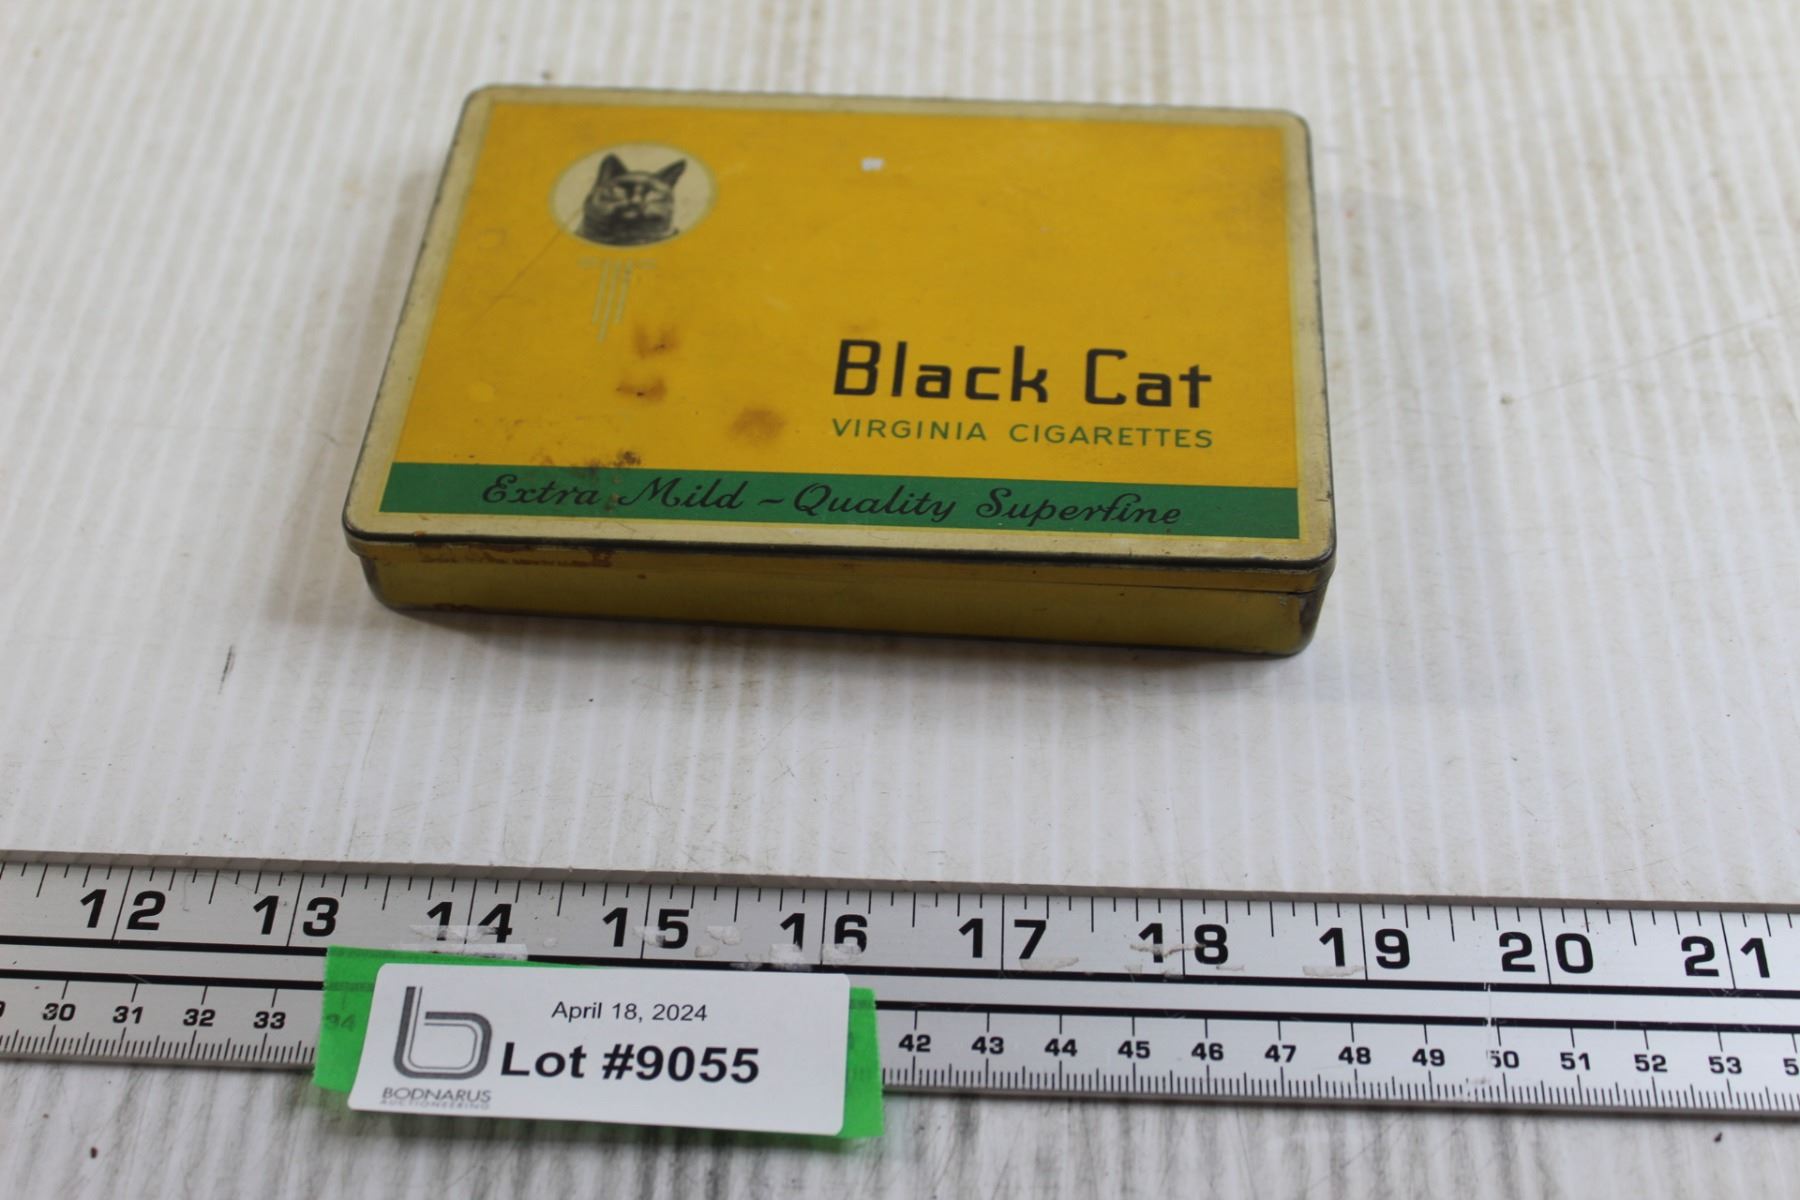 Black Cat
VIRGINIA CIGARETTES
Extra Mild ~ Quality Superfine
12 13 14 15 16 17 18 19 20 21
30 31 32 33 34 42 43 44 45 46 47 48 49 50 51 52 53
April 18, 2024
Lot #9055
BODNARUS
AUCTIONEERING